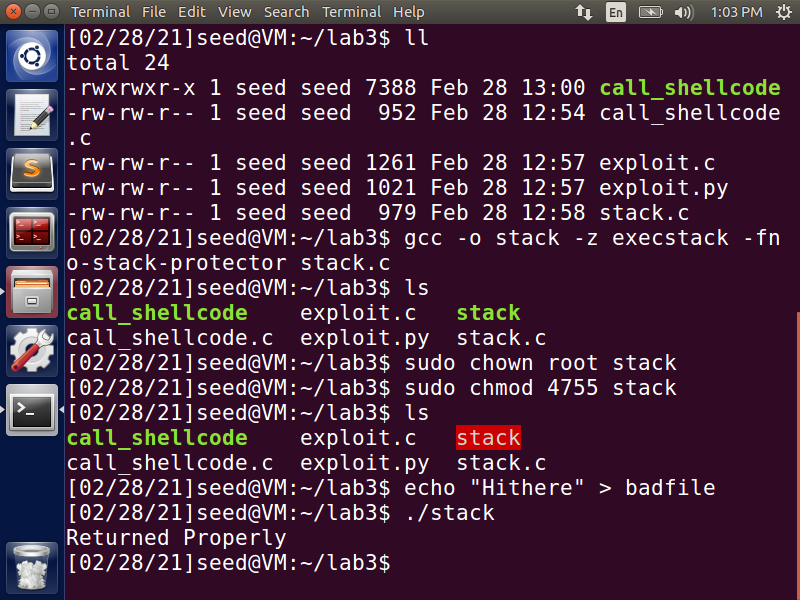 Terminal File Edit View Search Terminal Help En 1:03 PM
[02/28/21]seed@VM:~/lab3$ ll
total 24
-rwxrwxr-x 1 seed seed 7388 Feb 28 13:00 call_shellcode
-rw-rw-r-- 1 seed seed  952 Feb 28 12:54 call_shellcode
.c
-rw-rw-r-- 1 seed seed 1261 Feb 28 12:57 exploit.c
-rw-rw-r-- 1 seed seed 1021 Feb 28 12:57 exploit.py
-rw-rw-r-- 1 seed seed  979 Feb 28 12:58 stack.c
[02/28/21]seed@VM:~/lab3$ gcc -o stack -z execstack -fn
o-stack-protector stack.c
[02/28/21]seed@VM:~/lab3$ ls
call_shellcode    exploit.c   stack
call_shellcode.c  exploit.py  stack.c
[02/28/21]seed@VM:~/lab3$ sudo chown root stack
[02/28/21]seed@VM:~/lab3$ sudo chmod 4755 stack
[02/28/21]seed@VM:~/lab3$ ls
call_shellcode    exploit.c   stack
call_shellcode.c  exploit.py  stack.c
[02/28/21]seed@VM:~/lab3$ echo "Hithere" > badfile
[02/28/21]seed@VM:~/lab3$ ./stack
Returned Properly
[02/28/21]seed@VM:~/lab3$